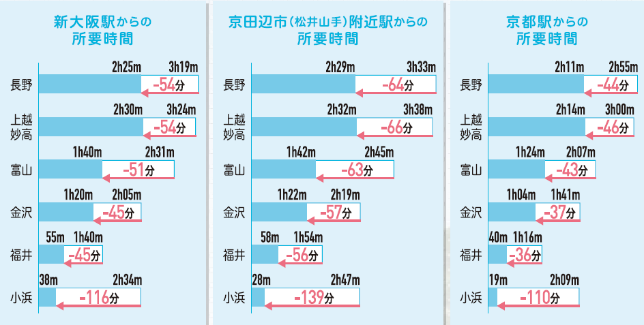 新大阪駅からの
所要時間
2h25m 3h19m
長野 -54分
2h30m 3h24m
上越
妙高 -54分
1h40m 2h31m
富山 -51分
1h20m 2h05m
金沢 -45分
55m 1h40m
福井 -45分
38m 2h34m
小浜 -116分
京田辺市(松井山手)附近駅からの
所要時間
2h29m 3h33m
長野 -64分
2h32m 3h38m
上越
妙高 -66分
1h42m 2h45m
富山 -63分
1h22m 2h19m
金沢 -57分
58m 1h54m
福井 -56分
28m 2h47m
小浜 -139分
京都駅からの
所要時間
2h11m 2h55m
長野 -44分
2h14m 3h00m
上越
妙高 -46分
1h24m 2h07m
富山 -43分
1h04m 1h41m
金沢 -37分
40m 1h16m
福井 -36分
19m 2h09m
小浜 -110分